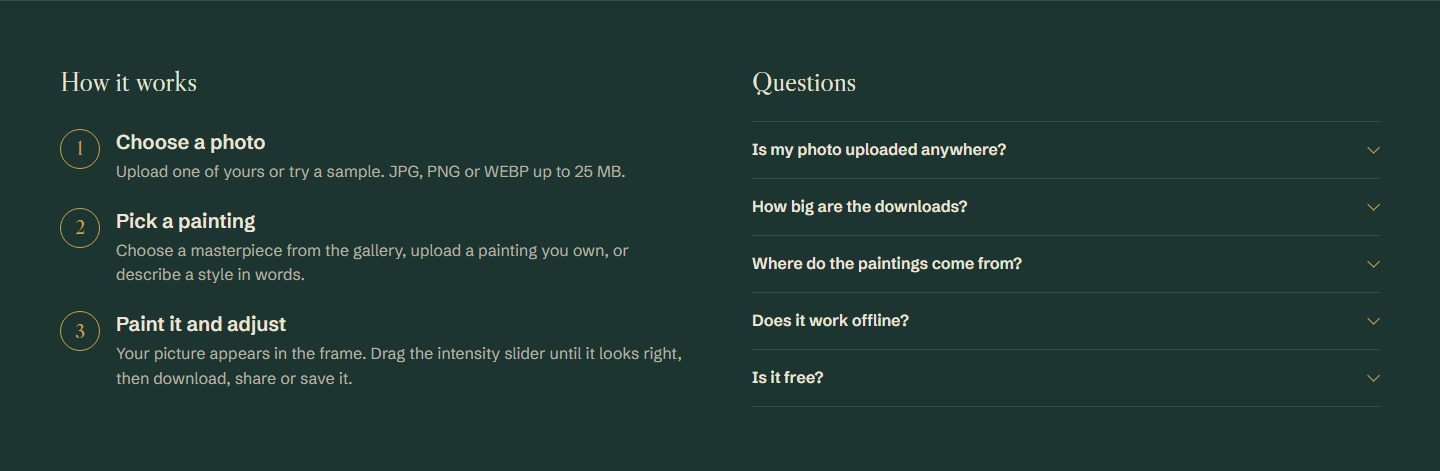 How it works
1
Choose a photo
Upload one of yours or try a sample. JPG, PNG or WEBP up to 25 MB.
2
Pick a painting
Choose a masterpiece from the gallery, upload a painting you own, or
describe a style in words.
3
Paint it and adjust
Your picture appears in the frame. Drag the intensity slider until it looks right,
then download, share or save it.
Questions
Is my photo uploaded anywhere?
How big are the downloads?
Where do the paintings come from?
Does it work offline?
Is it free?